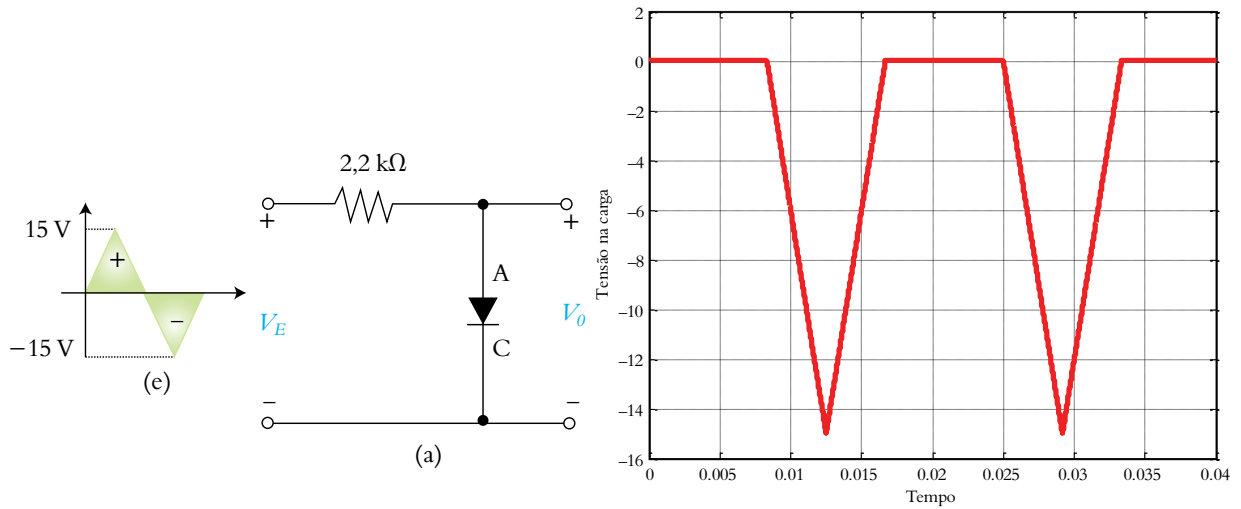 15 V
+
−
−15 V
(e)
2,2 kΩ
+
+
A
V_E
V_0
C
−
−
(a)
Tensão na carga
2
0
−2
−4
−6
−8
−10
−12
−14
−16
0
0.005
0.01
0.015
0.02
0.025
0.03
0.035
0.04
Tempo